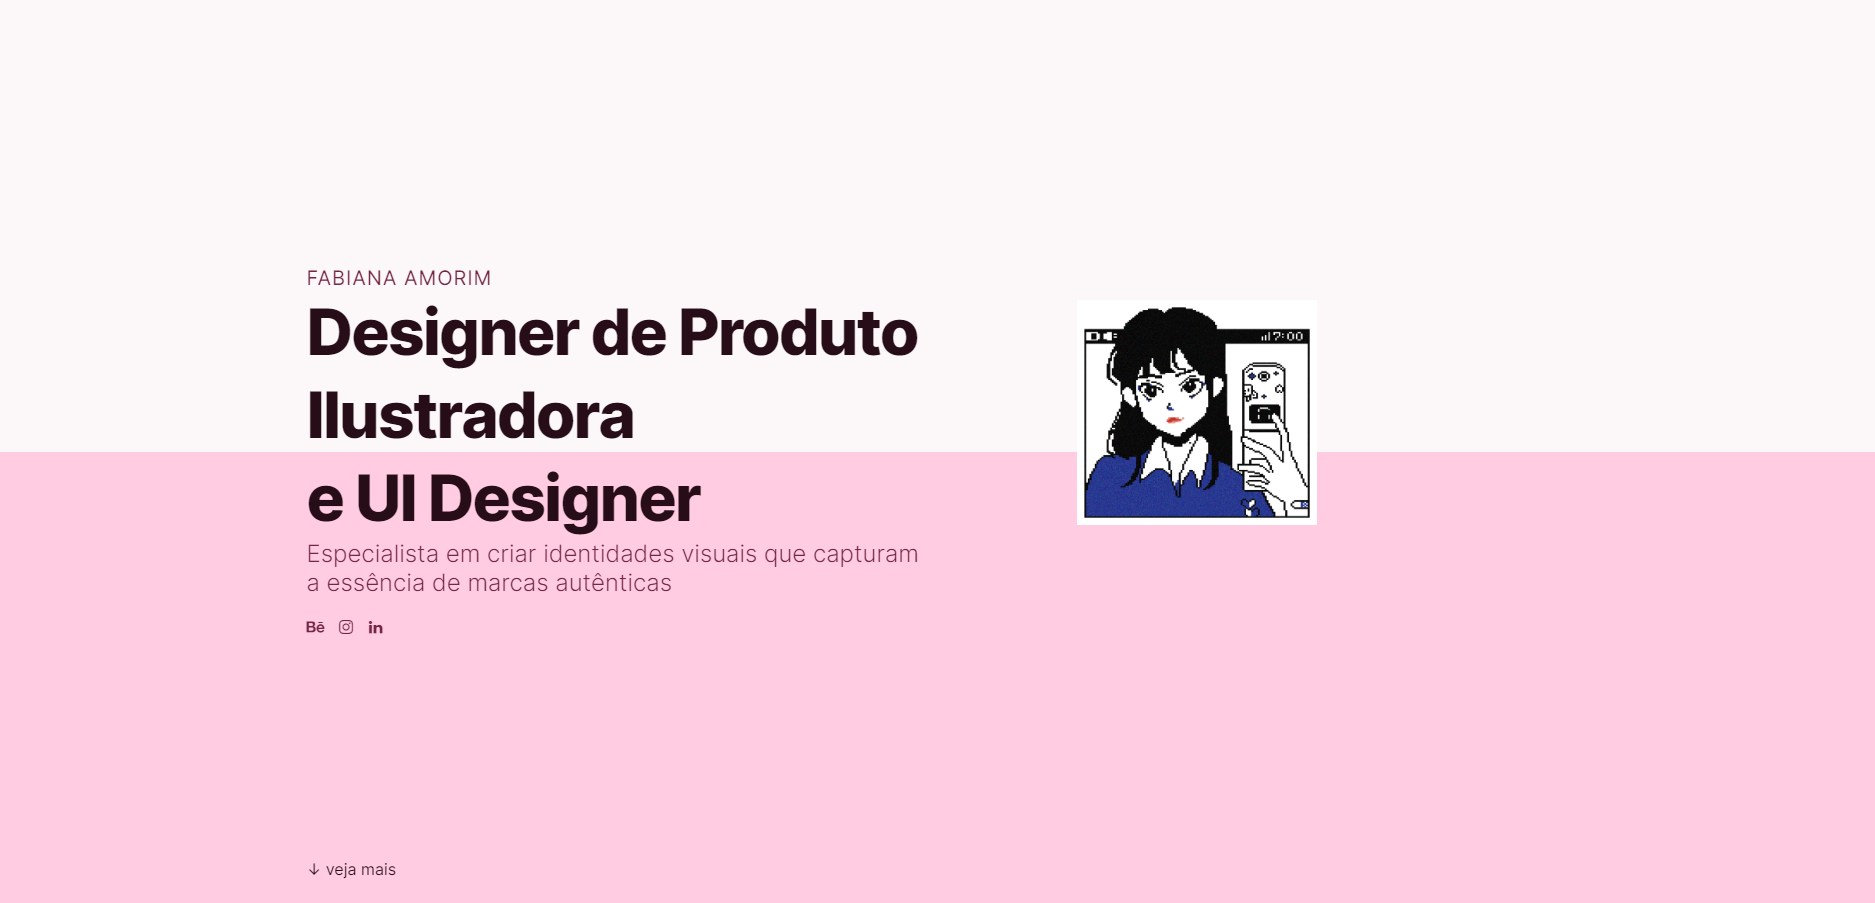 FABIANA AMORIM
Designer de Produto
Ilustradora
e UI Designer
Especialista em criar identidades visuais que capturam
a essência de marcas autênticas
Bē in
↓ veja mais
7:00